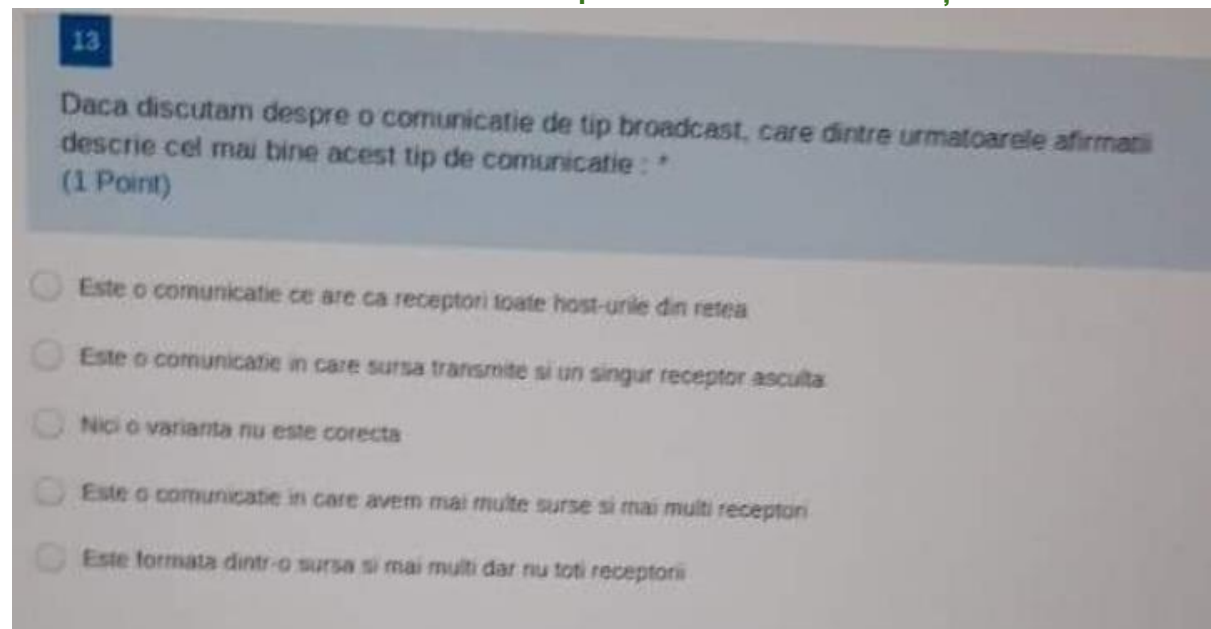 13
Daca discutam despre o comunicatie de tip broadcast, care dintre urmatoarele afirmatii
descrie cel mai bine acest tip de comunicatie : *
(1 Point)
Este o comunicatie ce are ca receptori toate host-urile din retea
Este o comunicatie in care sursa transmite si un singur receptor asculta
Nici o varianta nu este corecta
Este o comunicatie in care avem mai multe surse si mai multi receptori
Este formata dintr-o sursa si mai multi dar nu toti receptorii